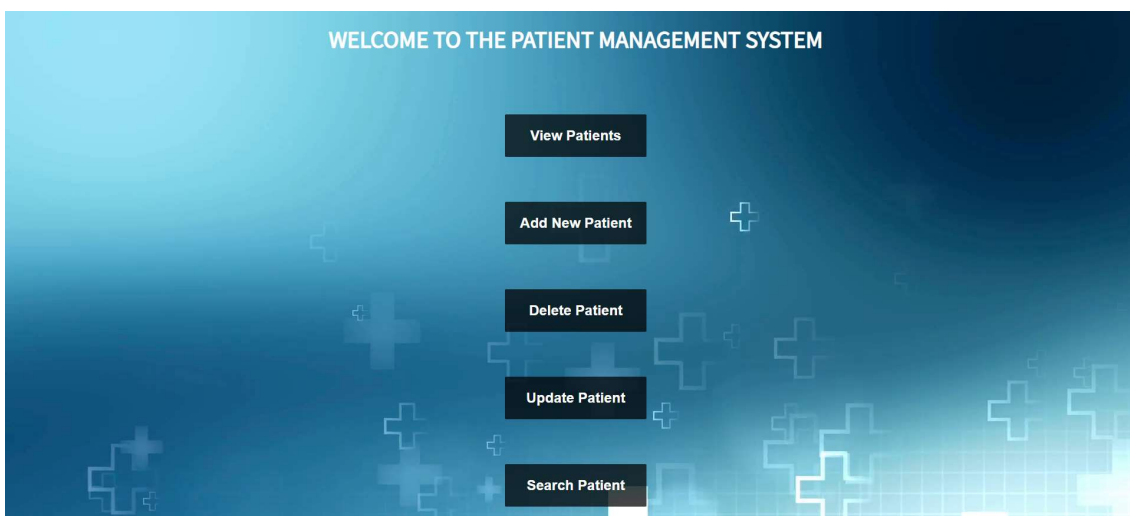 WELCOME TO THE PATIENT MANAGEMENT SYSTEM
View Patients
Add New Patient
Delete Patient
Update Patient
Search Patient